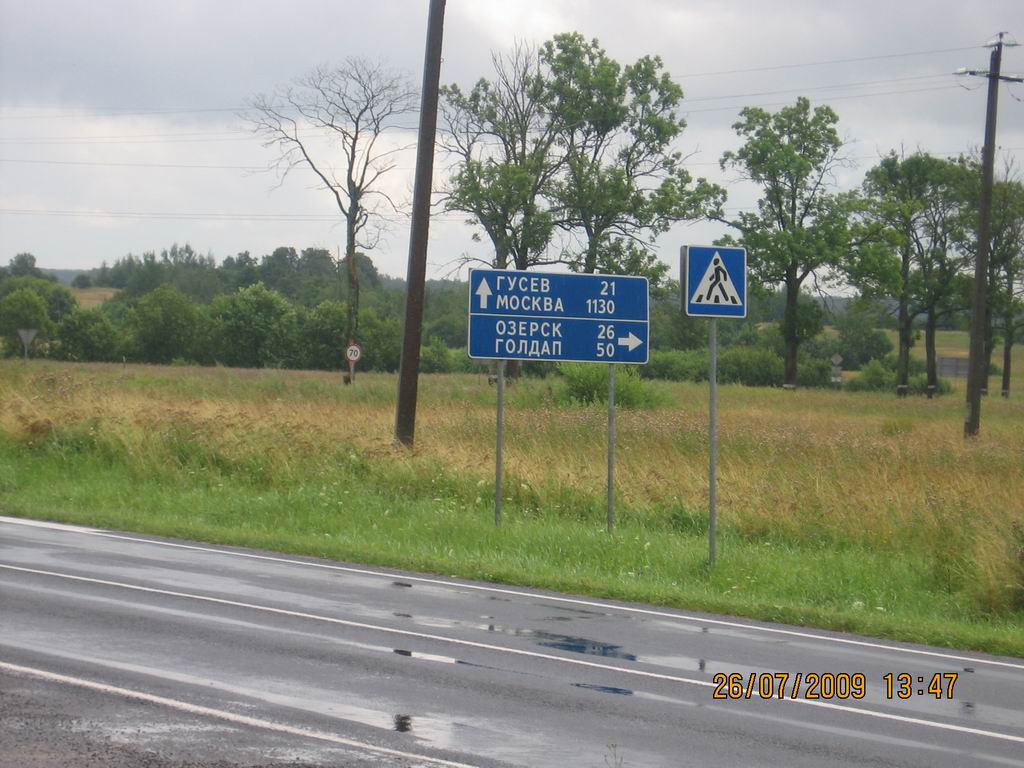 ГУСЕВ 21
МОСКВА 1130
ОЗЕРСК 26
ГОЛДАП 50
70
26/07/2009 13:47